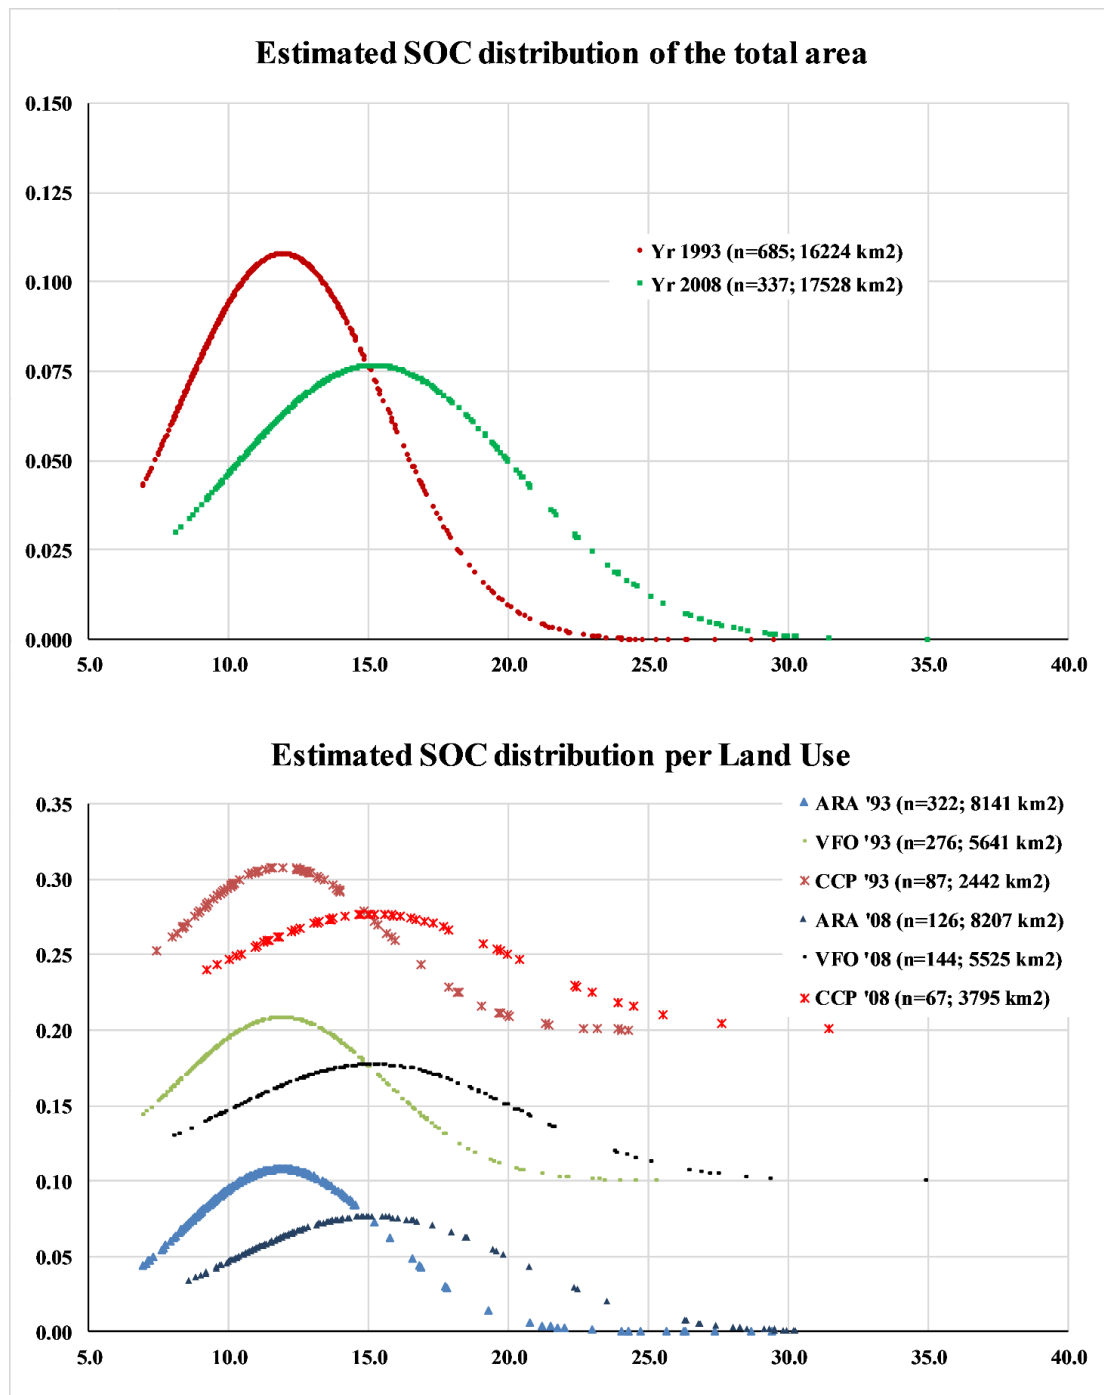 Estimated SOC distribution of the total area
0.150
0.125
0.100
0.075
0.050
0.025
0.000
5.0 10.0 15.0 20.0 25.0 30.0 35.0 40.0
Yr 1993 (n=685; 16224 km2)
Yr 2008 (n=337; 17528 km2)
Estimated SOC distribution per Land Use
0.35
0.30
0.25
0.20
0.15
0.10
0.05
0.00
5.0 10.0 15.0 20.0 25.0 30.0 35.0 40.0
ARA '93 (n=322; 8141 km2)
VFO '93 (n=276; 5641 km2)
CCP '93 (n=87; 2442 km2)
ARA '08 (n=126; 8207 km2)
VFO '08 (n=144; 5525 km2)
CCP '08 (n=67; 3795 km2)